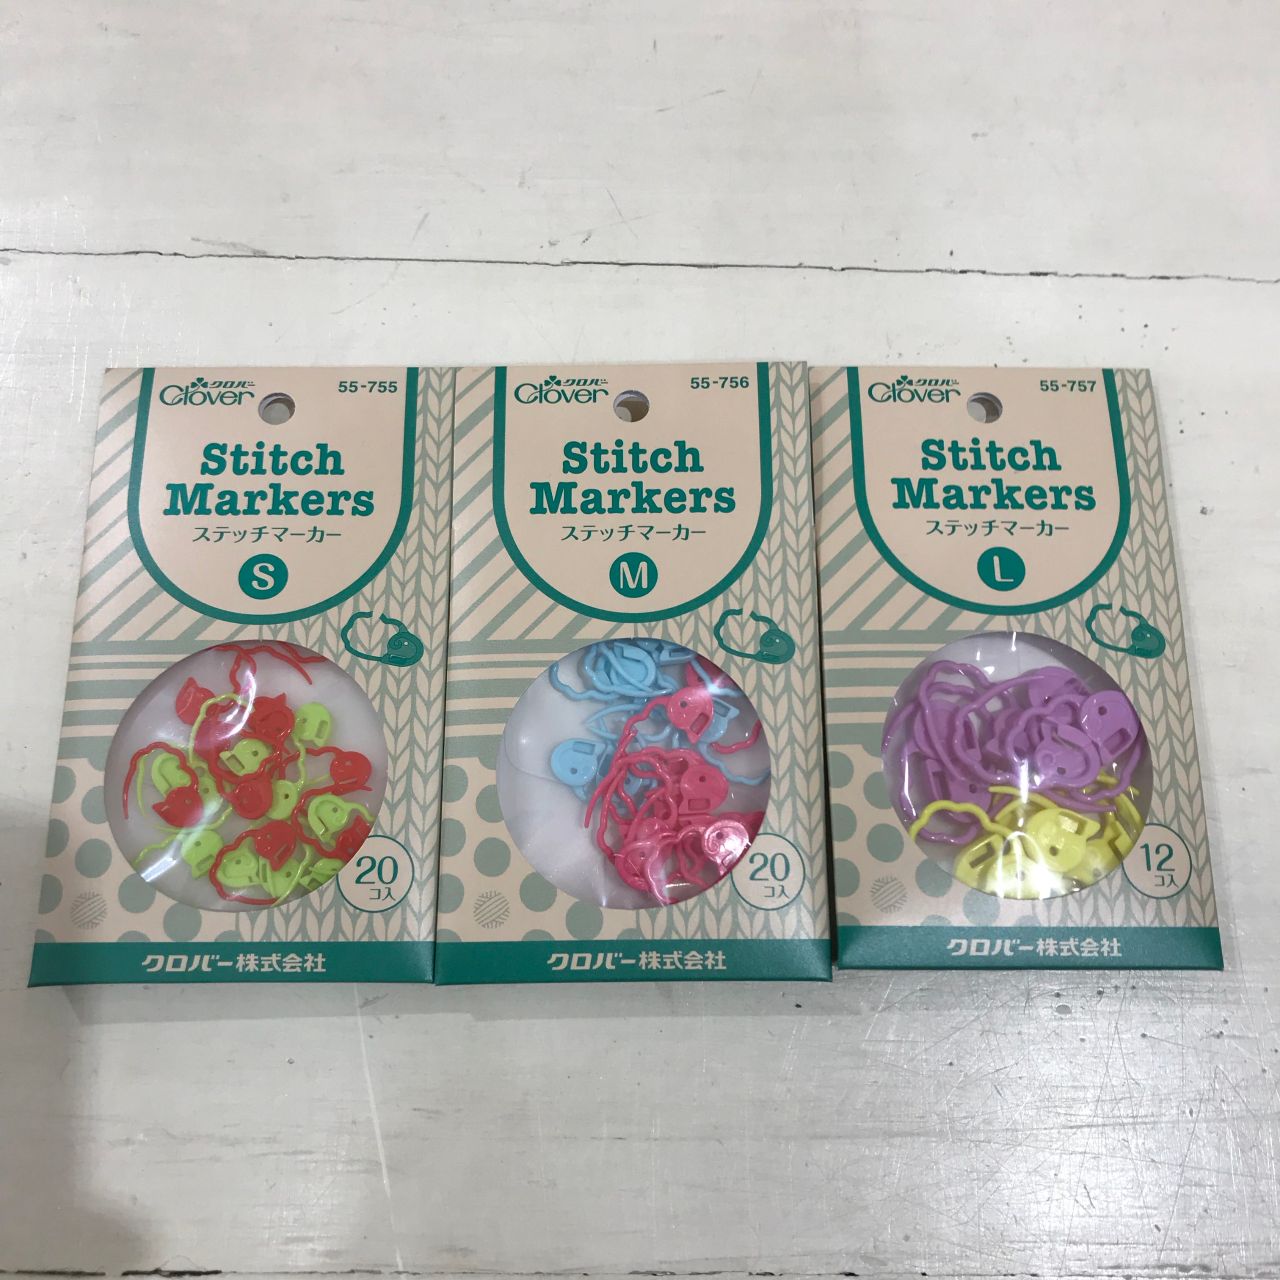 クロバー
Clover
55-755
Stitch
Markers
ステッチマーカー
S
20
コ入
クロバー株式会社
クロバー
Clover
55-756
Stitch
Markers
ステッチマーカー
M
20
コ入
クロバー株式会社
クロバー
Clover
55-757
Stitch
Markers
ステッチマーカー
L
12
コ入
クロバー株式会社